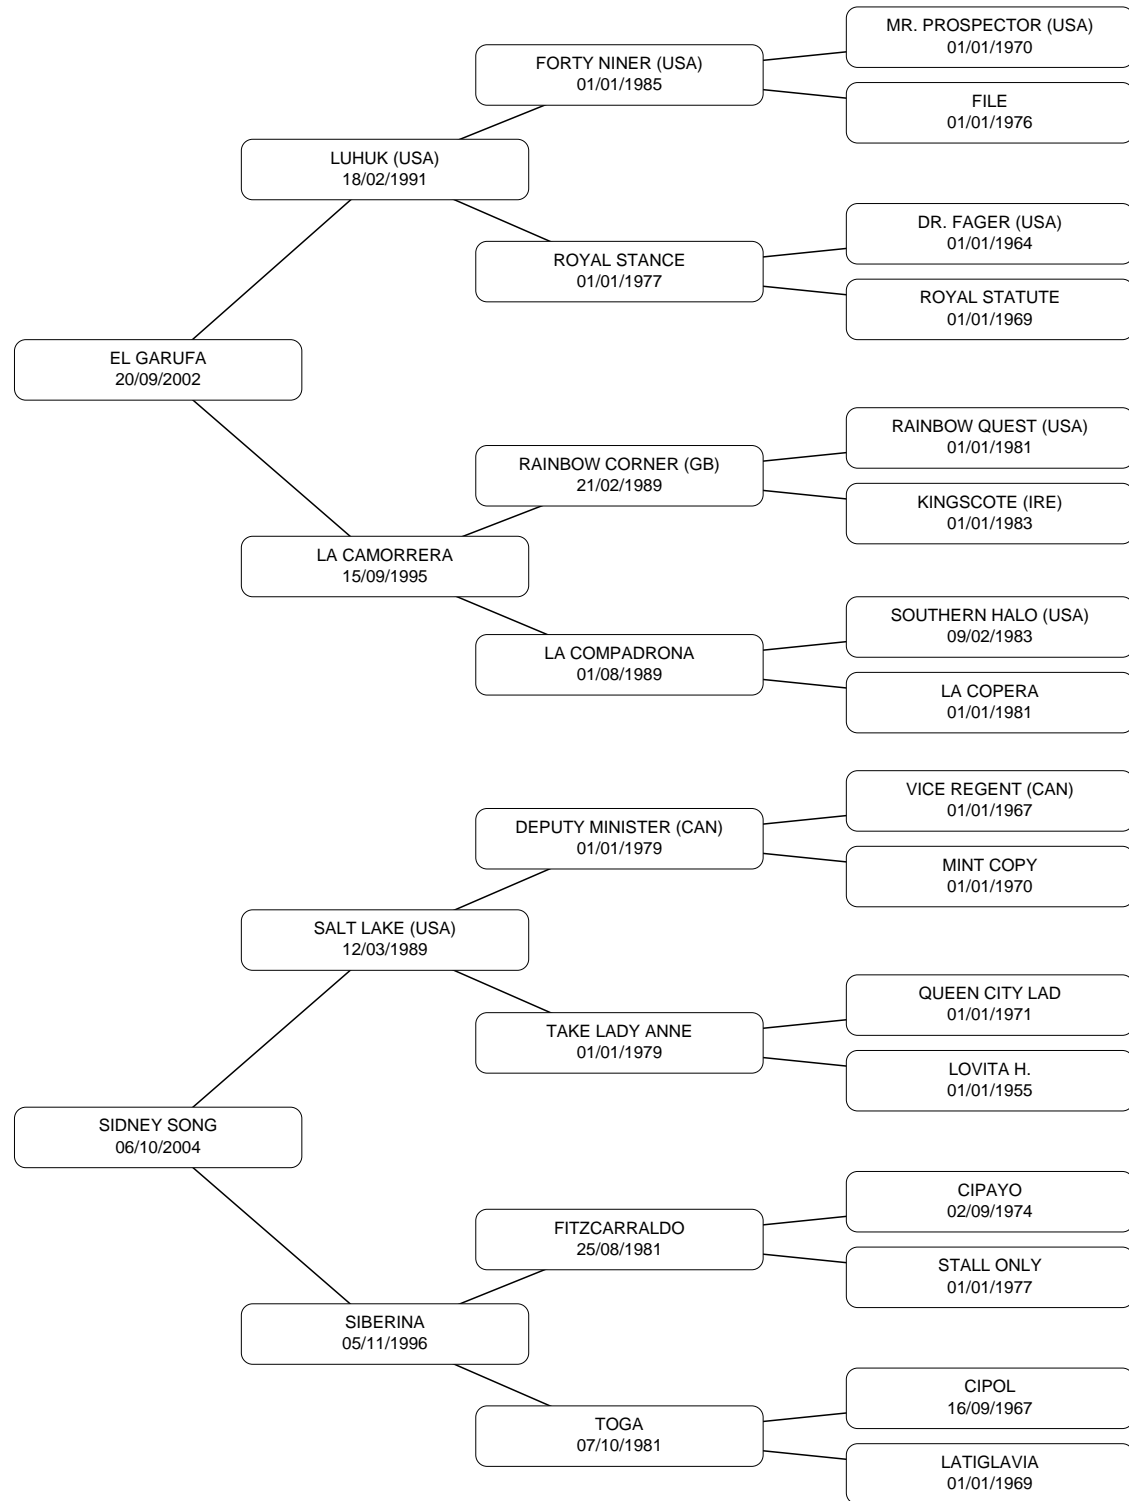 MR. PROSPECTOR (USA)
01/01/1970
FORTY NINER (USA)
01/01/1985
FILE
01/01/1976
LUHUK (USA)
18/02/1991
DR. FAGER (USA)
01/01/1964
ROYAL STANCE
01/01/1977
ROYAL STATUTE
01/01/1969
EL GARUFA
20/09/2002
RAINBOW QUEST (USA)
01/01/1981
RAINBOW CORNER (GB)
21/02/1989
KINGSCOTE (IRE)
01/01/1983
LA CAMORRERA
15/09/1995
SOUTHERN HALO (USA)
09/02/1983
LA COMPADRONA
01/08/1989
LA COPERA
01/01/1981
VICE REGENT (CAN)
01/01/1967
DEPUTY MINISTER (CAN)
01/01/1979
MINT COPY
01/01/1970
SALT LAKE (USA)
12/03/1989
QUEEN CITY LAD
01/01/1971
TAKE LADY ANNE
01/01/1979
LOVITA H.
01/01/1955
SIDNEY SONG
06/10/2004
CIPAYO
02/09/1974
FITZCARRALDO
25/08/1981
STALL ONLY
01/01/1977
SIBERINA
05/11/1996
CIPOL
16/09/1967
TOGA
07/10/1981
LATIGLAVIA
01/01/1969